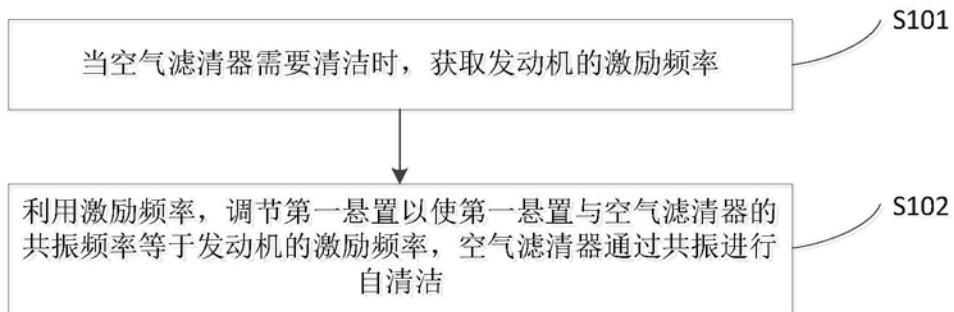 S101
当空气滤清器需要清洁时，获取发动机的激励频率
S102
利用激励频率，调节第一悬置以使第一悬置与空气滤清器的
共振频率等于发动机的激励频率，空气滤清器通过共振进行
自清洁